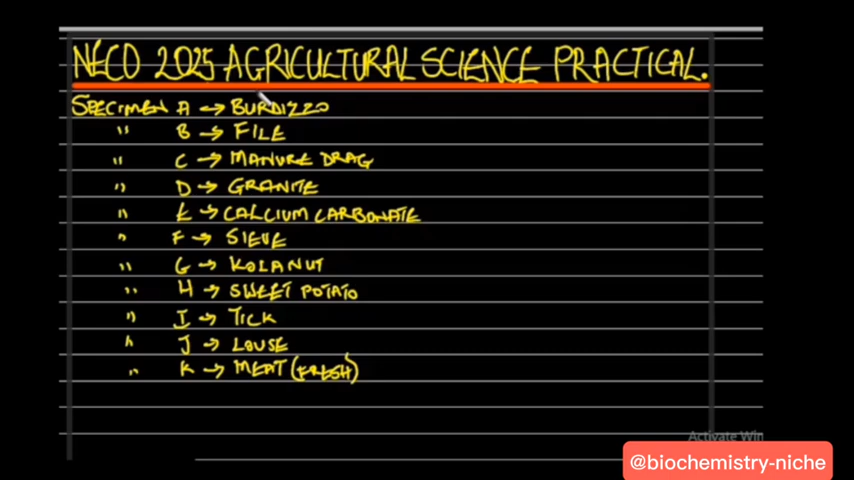 NECO 2025 AGRICULTURAL SCIENCE PRACTICAL.
SPECIMEN A → BURDIZZO
" B → FILE
" C → MANURE DRAG
" D → GRANITE
" E → CALCIUM CARBONATE
" F → SIEVE
" G → KOLANUT
" H → SWEET POTATO
" I → TICK
" J → LOUSE
" K → MEAT (FRESH)
Activate Win
@biochemistry-niche